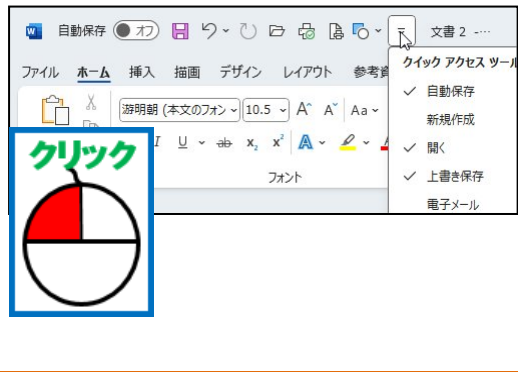 自動保存 オフ 文書 2 -…
ファイル ホーム 挿入 描画 デザイン レイアウト 参考資
クイック アクセス ツール
游明朝 (本文のフォン 10.5 A^ Aˇ Aa
I U ab x₂ x² A A
フォント
✓ 自動保存
新規作成
✓ 開く
✓ 上書き保存
電子メール
クリック